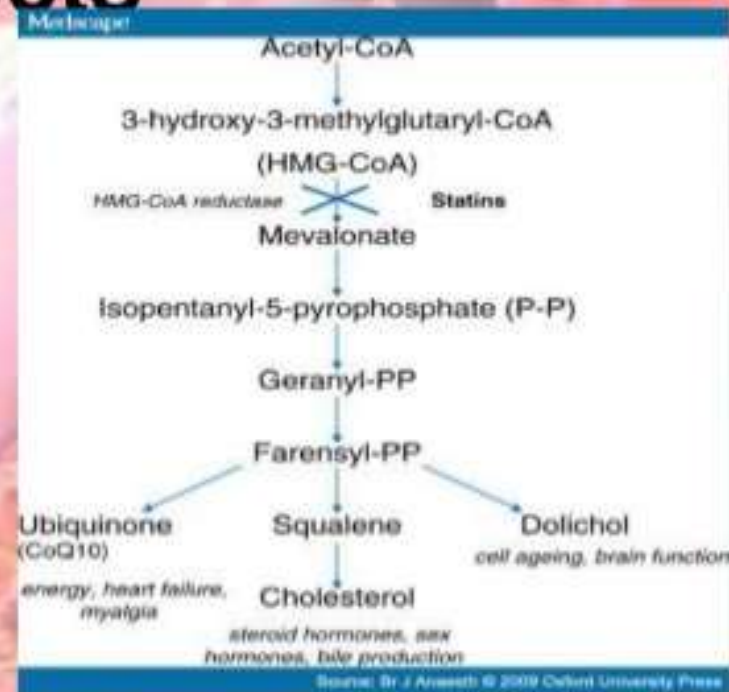 Medscape
Acetyl-CoA
3-hydroxy-3-methylglutaryl-CoA
(HMG-CoA)
HMG-CoA reductase Statins
Mevalonate
Isopentanyl-5-pyrophosphate (P-P)
Geranyl-PP
Farensyl-PP
Ubiquinone Squalene Dolichol
(CoQ10) cell ageing, brain function
energy, heart failure, Cholesterol
myalgia
steroid hormones, sex
hormones, bile production
Source: Br J Anaesth © 2009 Oxford University Press